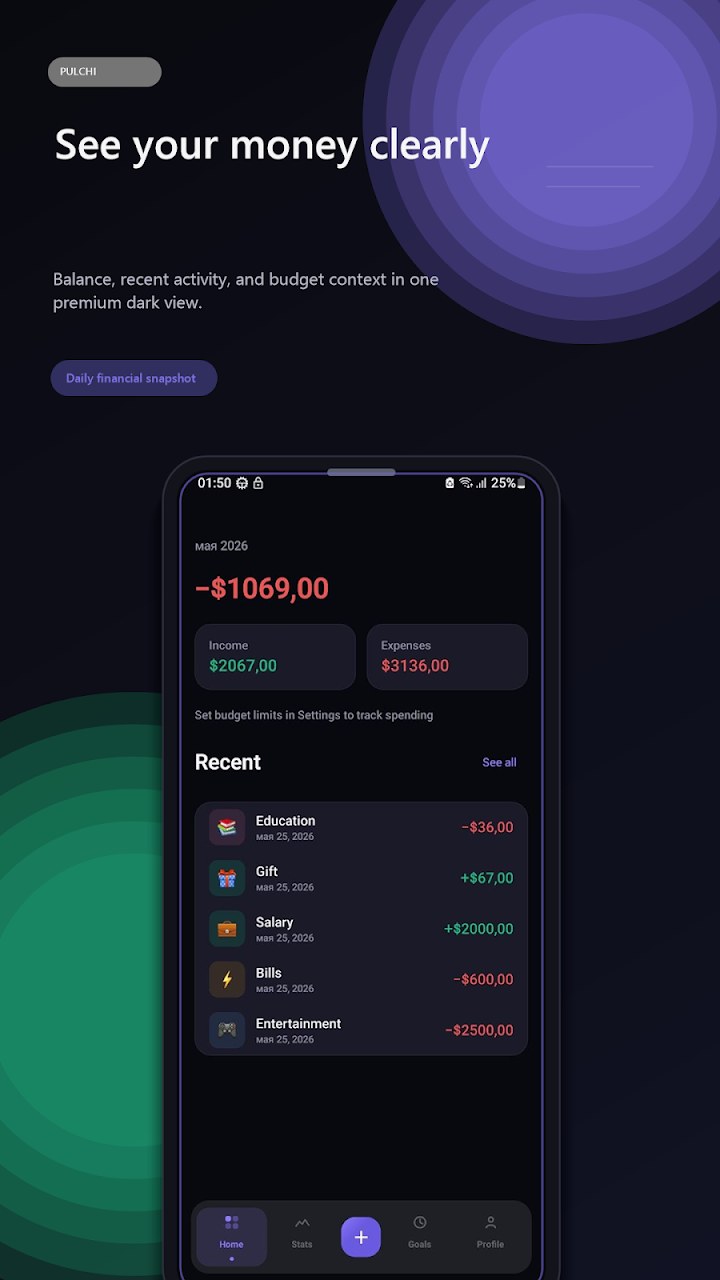 PULCHI
See your money clearly
Balance, recent activity, and budget context in one
premium dark view.
Daily financial snapshot
01:50 25%
мая 2026
−$1069,00
Income
$2067,00
Expenses
$3136,00
Set budget limits in Settings to track spending
Recent
See all
Education
мая 25, 2026
−$36,00
Gift
мая 25, 2026
+$67,00
Salary
мая 25, 2026
+$2000,00
Bills
мая 25, 2026
−$600,00
Entertainment
мая 25, 2026
−$2500,00
Home
Stats
+
Goals
Profile